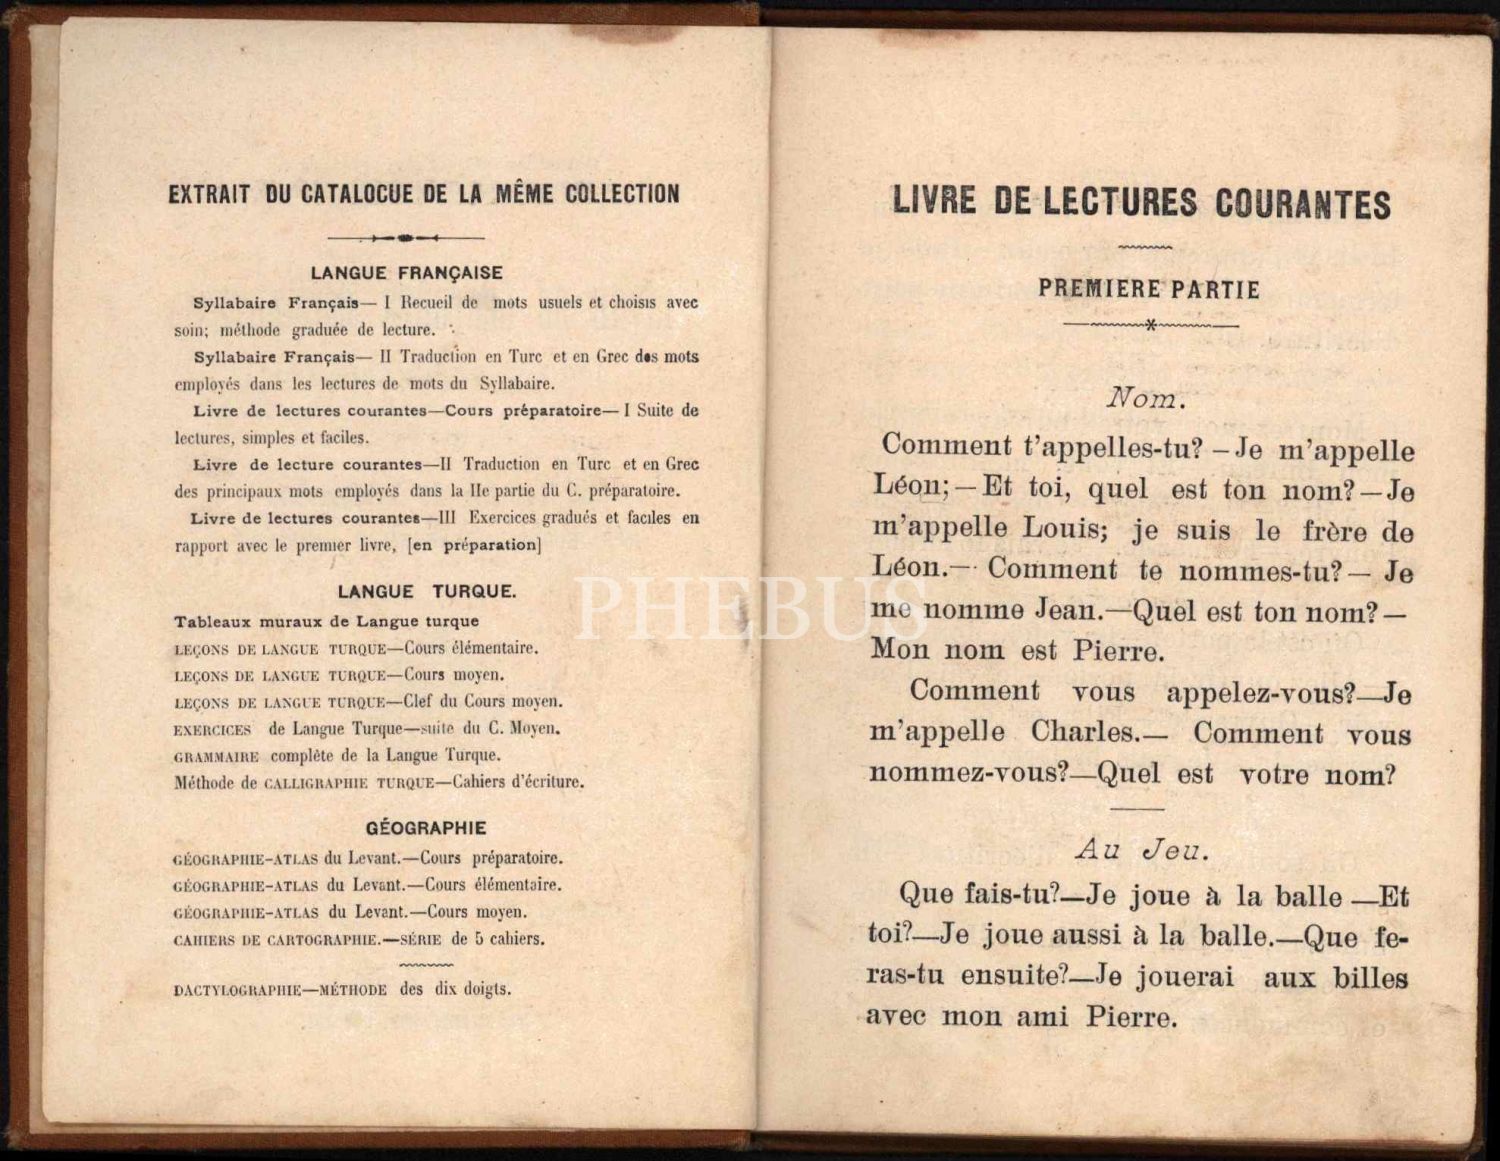 EXTRAIT DU CATALOGUE DE LA MÊME COLLECTION
LANGUE FRANÇAISE
Syllabaire Français— I Recueil de mots usuels et choisis avec
soin; méthode graduée de lecture.
Syllabaire Français— II Traduction en Turc et en Grec des mots
employés dans les lectures de mots du Syllabaire.
Livre de lectures courantes—Cours préparatoire— I Suite de
lectures, simples et faciles.
Livre de lecture courantes—II Traduction en Turc et en Grec
des principaux mots employés dans la IIe partie du C. préparatoire.
Livre de lectures courantes—III Exercices gradués et faciles en
rapport avec le premier livre, [en préparation]
LANGUE TURQUE.
Tableaux muraux de Langue turque
LEÇONS DE LANGUE TURQUE—Cours élémentaire.
LEÇONS DE LANGUE TURQUE—Cours moyen.
LEÇONS DE LANGUE TURQUE—Clef du Cours moyen.
EXERCICES de Langue Turque—suite du C. Moyen.
GRAMMAIRE complète de la Langue Turque.
Méthode de CALLIGRAPHIE TURQUE—Cahiers d'écriture.
GÉOGRAPHIE
GÉOGRAPHIE-ATLAS du Levant.—Cours préparatoire.
GÉOGRAPHIE-ATLAS du Levant.—Cours élémentaire.
GÉOGRAPHIE-ATLAS du Levant.—Cours moyen.
CAHIERS DE CARTOGRAPHIE.—SÉRIE de 5 cahiers.
DACTYLOGRAPHIE—MÉTHODE des dix doigts.
PHEBUS
LIVRE DE LECTURES COURANTES
PREMIERE PARTIE
Nom.
Comment t'appelles-tu? – Je m'appelle
Léon; – Et toi, quel est ton nom? – Je
m'appelle Louis; je suis le frère de
Léon.— Comment te nommes-tu? — Je
me nomme Jean.—Quel est ton nom? —
Mon nom est Pierre.
Comment vous appelez-vous?—Je
m'appelle Charles.— Comment vous
nommez-vous?—Quel est votre nom?
Au Jeu.
Que fais-tu?—Je joue à la balle —Et
toi?—Je joue aussi à la balle.—Que fe-
ras-tu ensuite?—Je jouerai aux billes
avec mon ami Pierre.